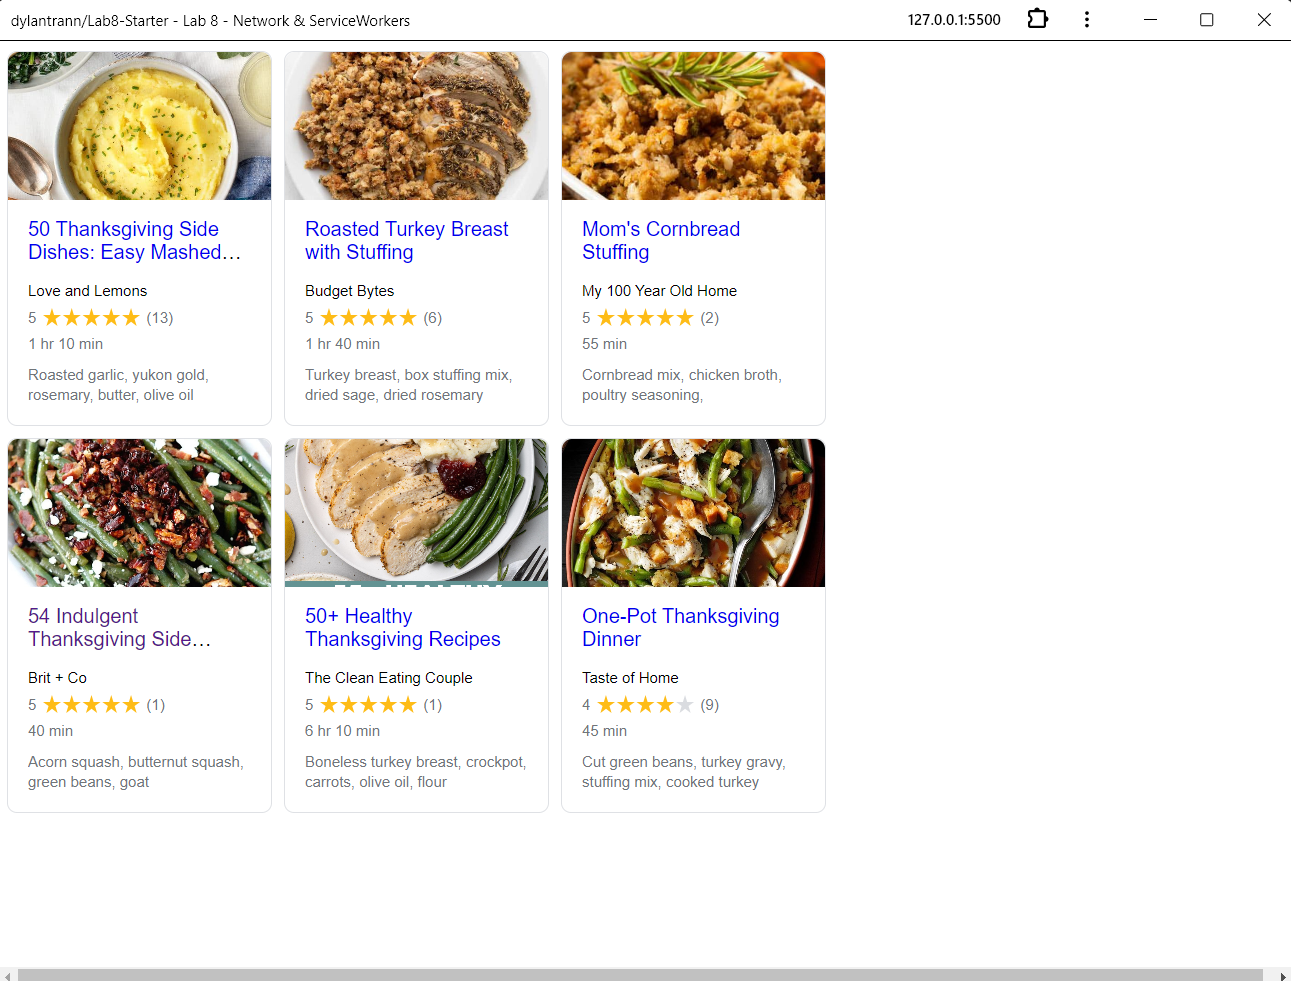 dylantrann/Lab8-Starter - Lab 8 - Network & ServiceWorkers
127.0.0.1:5500
50 Thanksgiving Side
Dishes: Easy Mashed…
Love and Lemons
5 ★★★★★ (13)
1 hr 10 min
Roasted garlic, yukon gold,
rosemary, butter, olive oil
Roasted Turkey Breast
with Stuffing
Budget Bytes
5 ★★★★★ (6)
1 hr 40 min
Turkey breast, box stuffing mix,
dried sage, dried rosemary
Mom's Cornbread
Stuffing
My 100 Year Old Home
5 ★★★★★ (2)
55 min
Cornbread mix, chicken broth,
poultry seasoning,
54 Indulgent
Thanksgiving Side…
Brit + Co
5 ★★★★★ (1)
40 min
Acorn squash, butternut squash,
green beans, goat
50+ Healthy
Thanksgiving Recipes
The Clean Eating Couple
5 ★★★★★ (1)
6 hr 10 min
Boneless turkey breast, crockpot,
carrots, olive oil, flour
One-Pot Thanksgiving
Dinner
Taste of Home
4 ★★★★★ (9)
45 min
Cut green beans, turkey gravy,
stuffing mix, cooked turkey